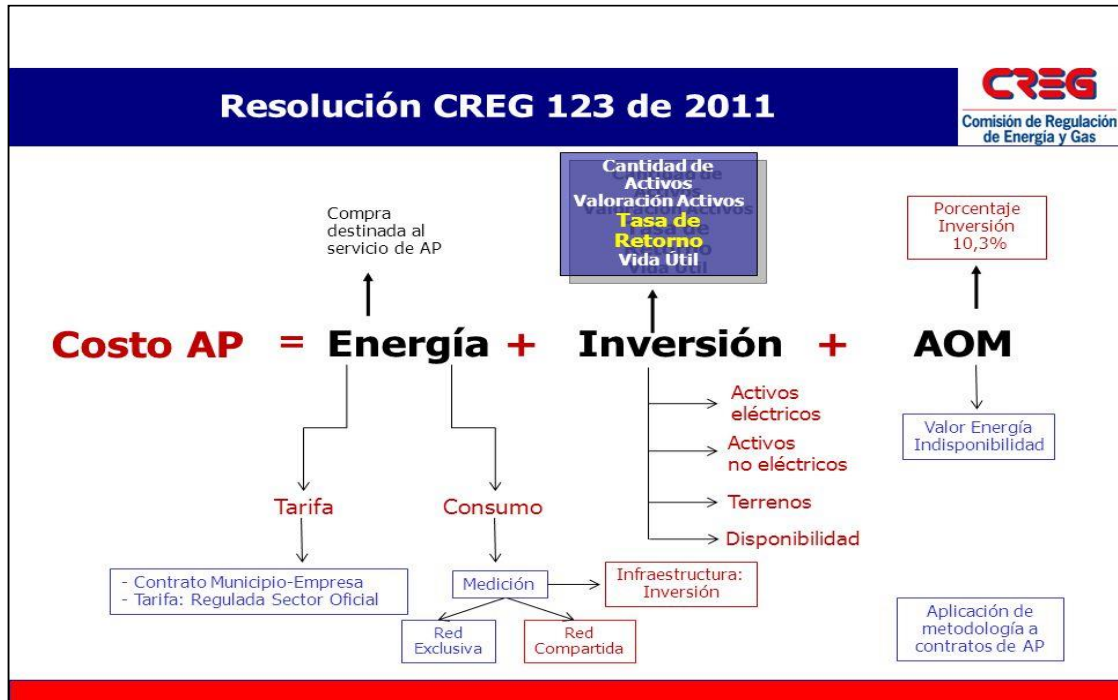 Resolución CREG 123 de 2011
CREG
Comisión de Regulación
de Energía y Gas
Compra
destinada al
servicio de AP
Cantidad de
Activos
Valoración Activos
Tasa de
Retorno
Vida Útil
Porcentaje
Inversión
10,3%
Costo AP = Energía + Inversión + AOM
Activos
eléctricos
Activos
no eléctricos
Terrenos
Disponibilidad
Valor Energía
Indisponibilidad
Tarifa
Consumo
- Contrato Municipio-Empresa
- Tarifa: Regulada Sector Oficial
Medición
Infraestructura:
Inversión
Red
Exclusiva
Red
Compartida
Aplicación de
metodología a
contratos de AP